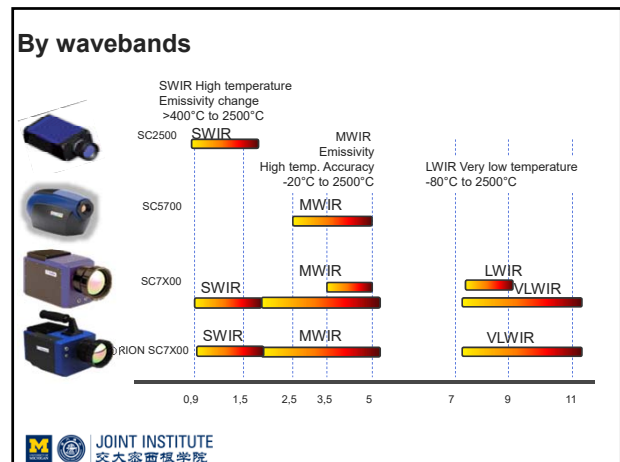 By wavebands
SWIR High temperature
Emissivity change
>400°C to 2500°C
SC2500
SWIR
MWIR
Emissivity
High temp. Accuracy
-20°C to 2500°C
LWIR Very low temperature
-80°C to 2500°C
SC5700
MWIR
SC7X00
SWIR
MWIR
LWIR
VLWIR
ORION SC7X00
SWIR
MWIR
VLWIR
0,9 1,5 2,5 3,5 5 7 9 11
M
JOINT INSTITUTE
交大密西根学院